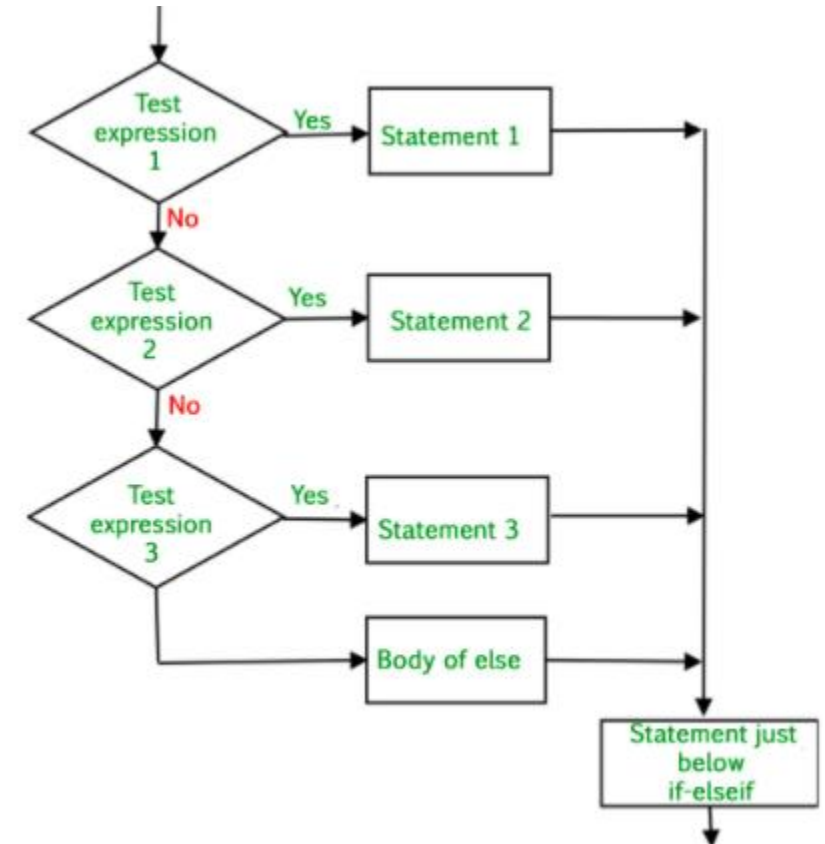 Test
expression
1
Yes
Statement 1
No
Test
expression
2
Yes
Statement 2
No
Test
expression
3
Yes
Statement 3
Body of else
Statement just
below
if-elseif